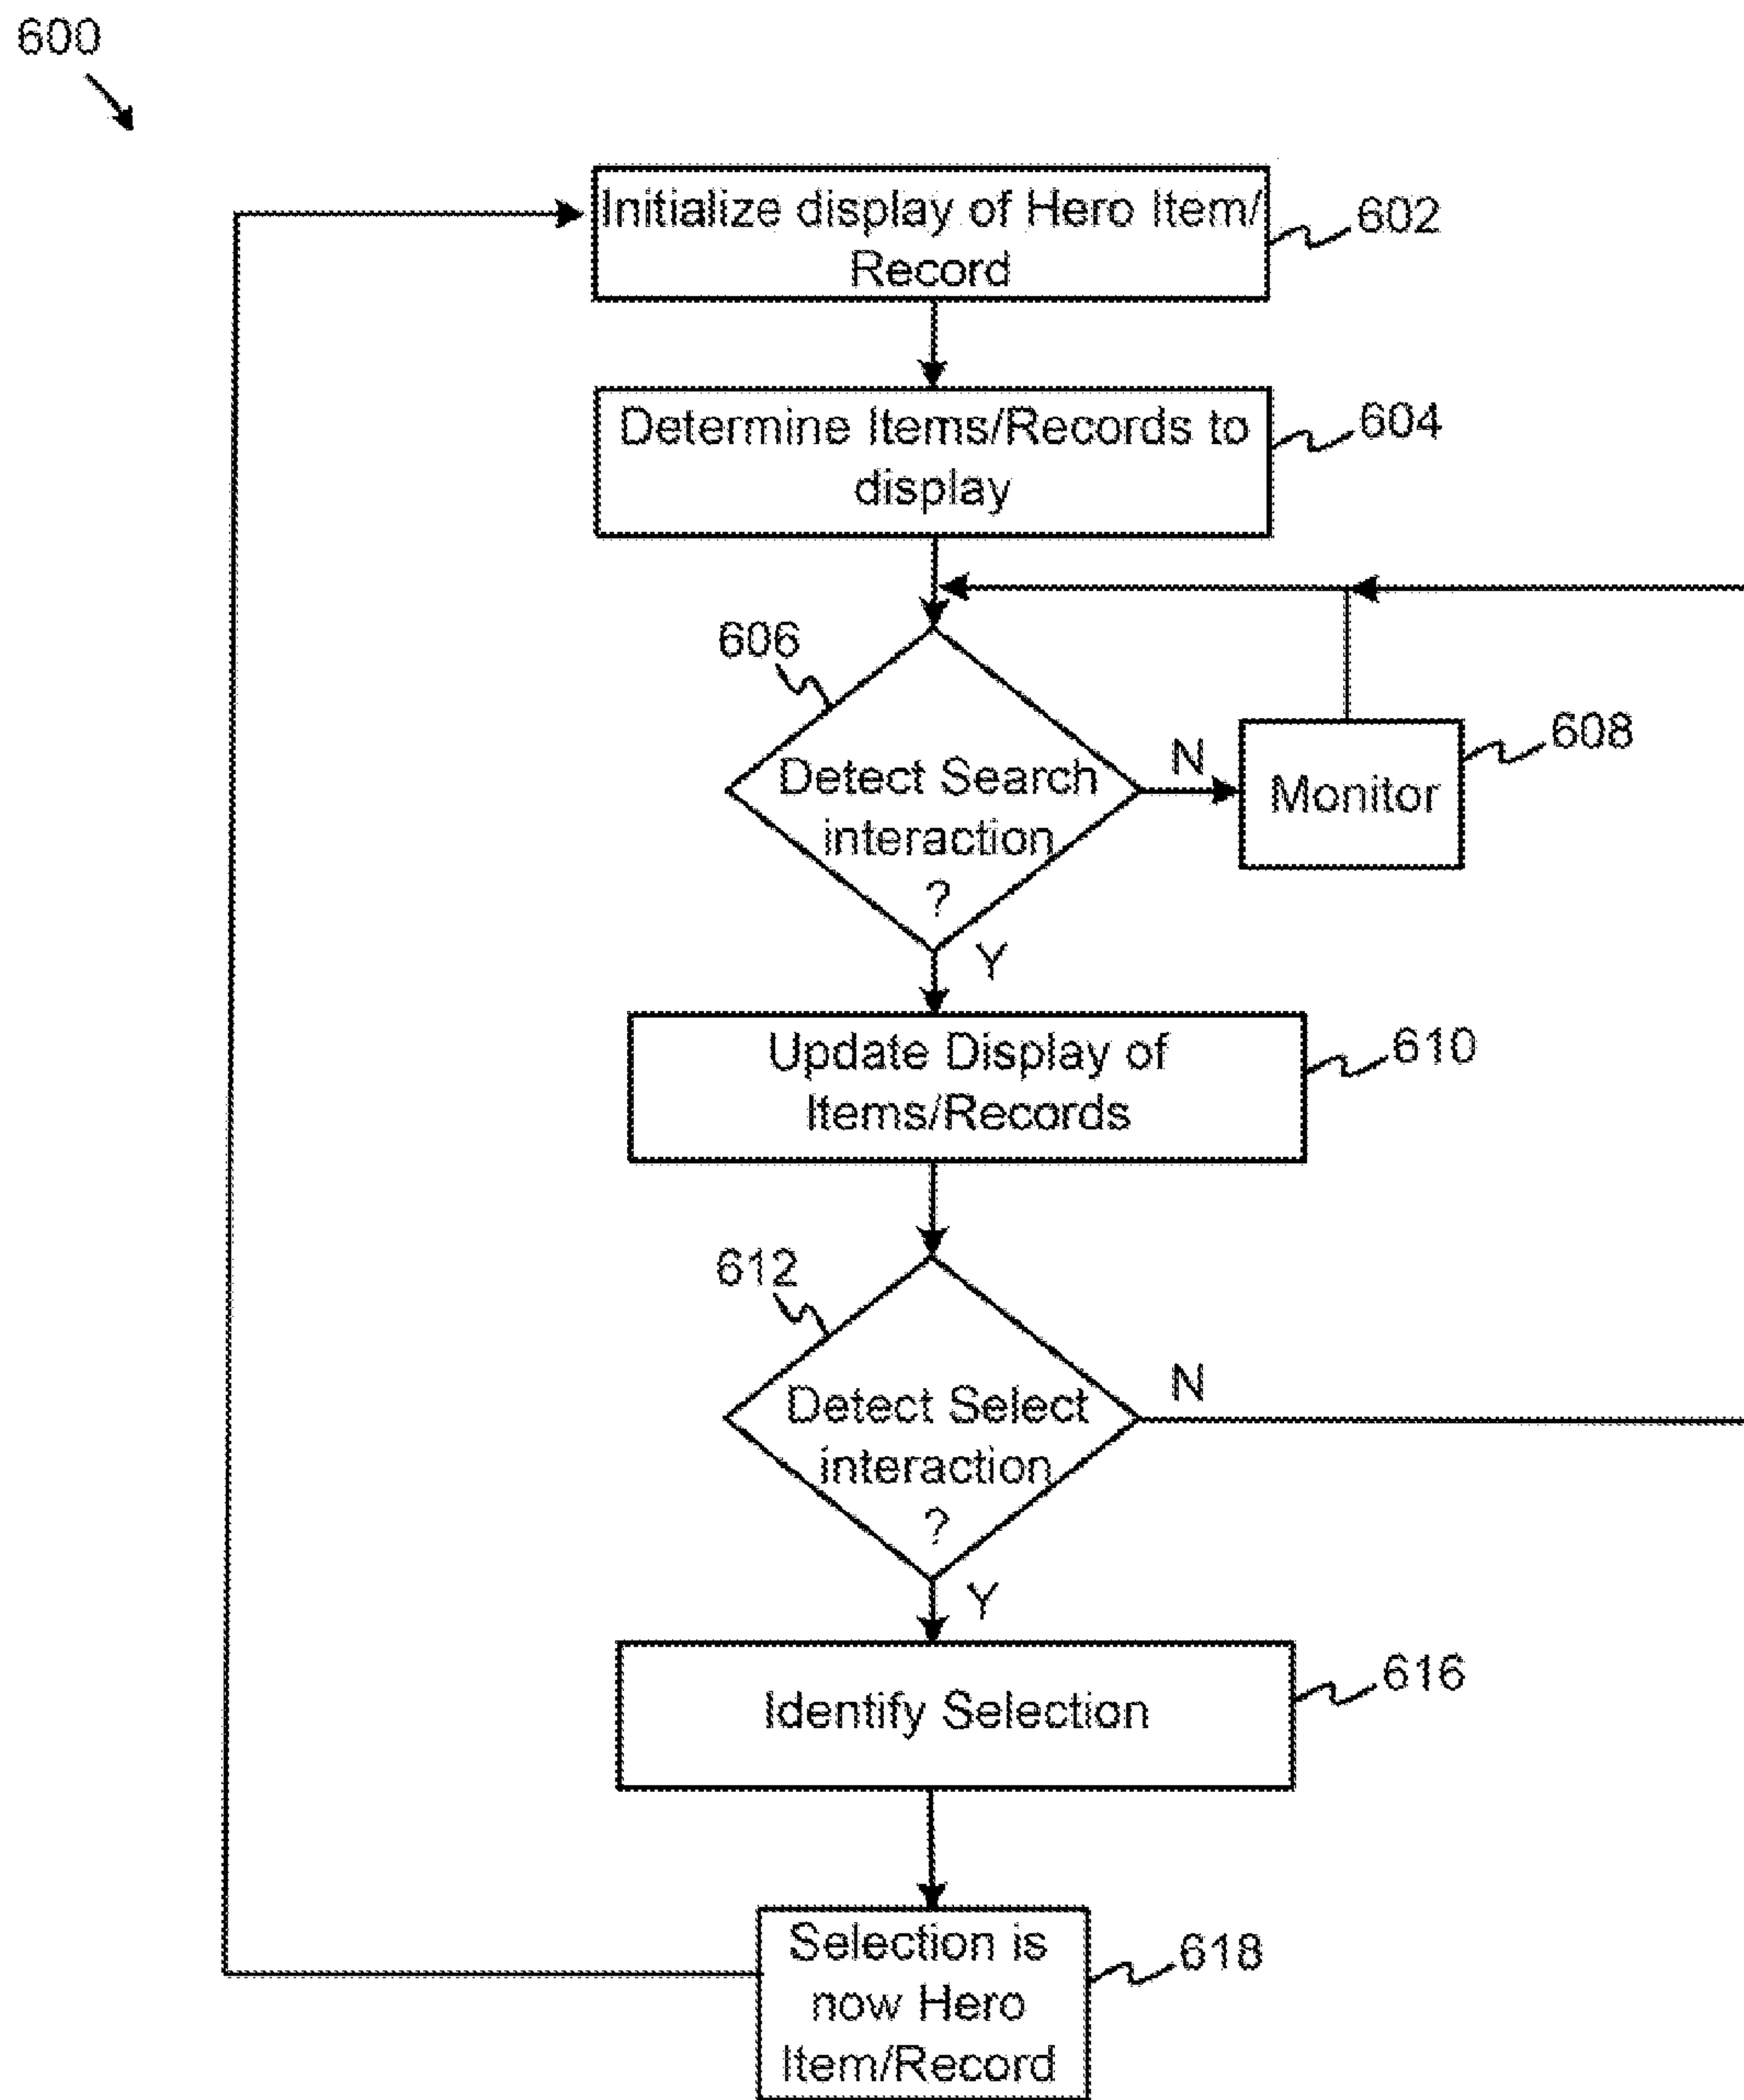 600
Initialize display of Hero Item/
Record
602
Determine Items/Records to
display
604
606
Detect Search
interaction
?
N
Monitor
608
Y
Update Display of
Items/Records
610
612
Detect Select
interaction
?
N
Y
Identify Selection
616
Selection is
now Hero
Item/Record
618